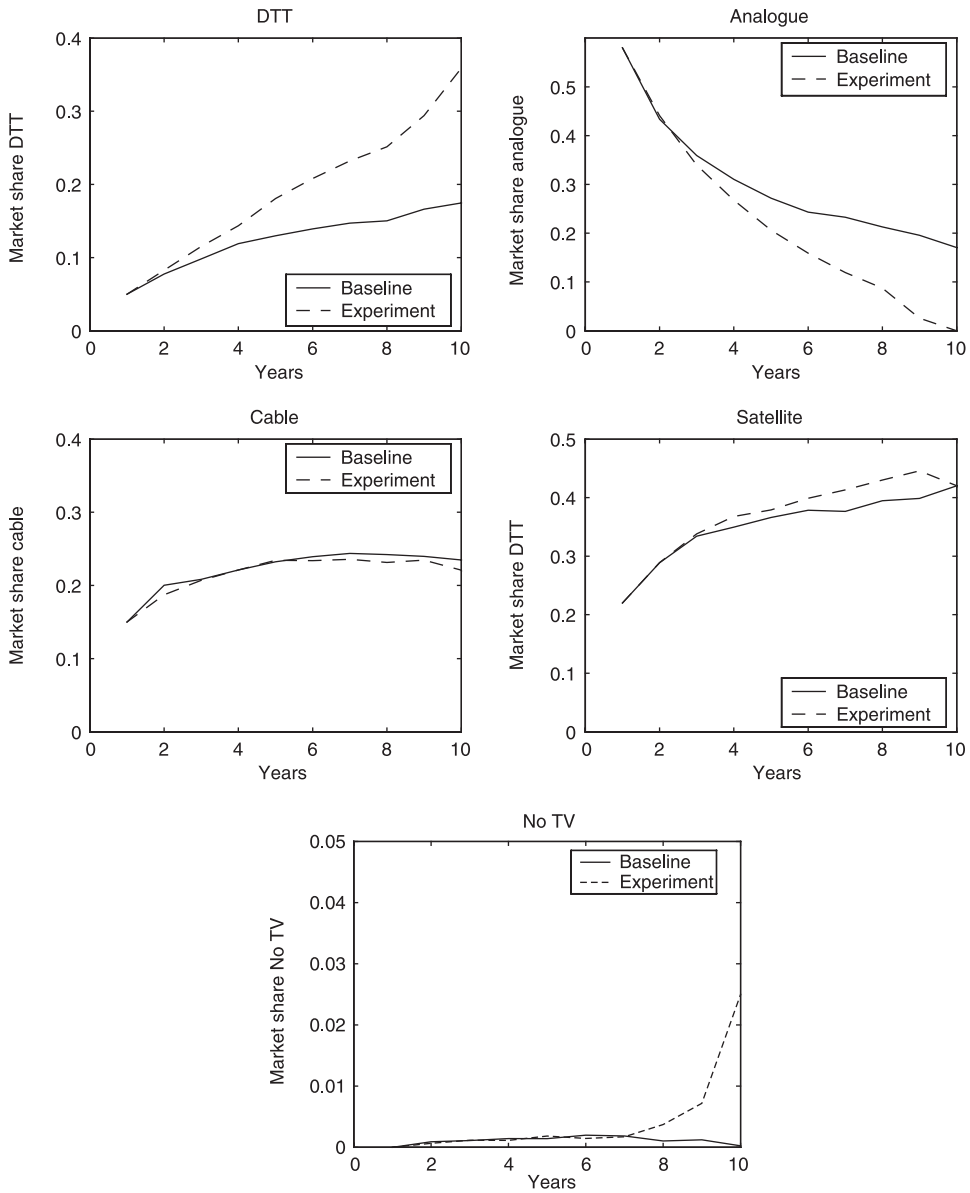 DTT
Market share DTT
0.4
0.3
0.2
0.1
0
Baseline
Experiment
0 2 4 6 8 10
Years
Analogue
Market share analogue
0.5
0.4
0.3
0.2
0.1
0
Baseline
Experiment
0 2 4 6 8 10
Years
Cable
Market share cable
0.4
0.3
0.2
0.1
0
Baseline
Experiment
0 2 4 6 8 10
Years
Satellite
Market share DTT
0.5
0.4
0.3
0.2
0.1
0
Baseline
Experiment
0 2 4 6 8 10
Years
No TV
Market share No TV
0.05
0.04
0.03
0.02
0.01
0
Baseline
Experiment
0 2 4 6 8 10
Years